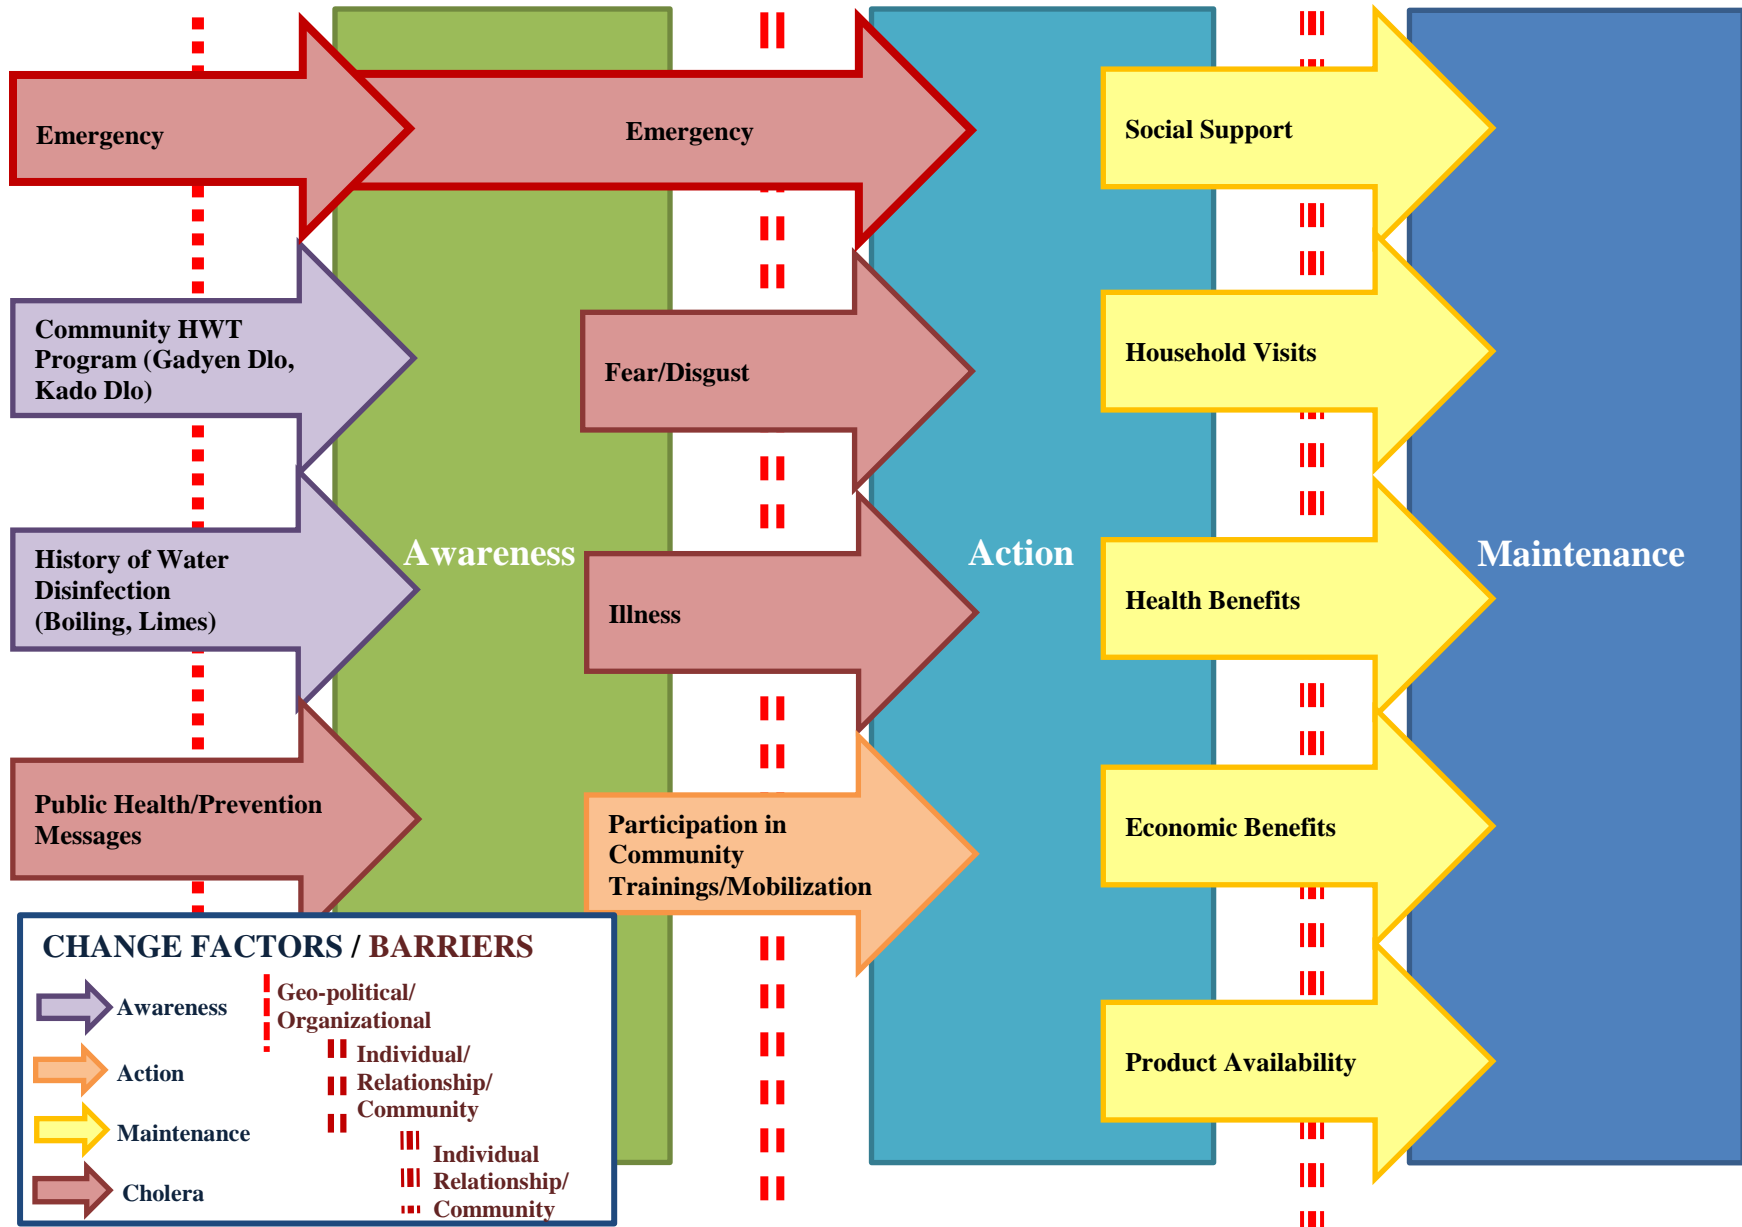 Emergency
Community HWT
Program (Gadyen Dlo,
Kado Dlo)
History of Water
Disinfection
(Boiling, Limes)
Public Health/Prevention
Messages
Awareness
Emergency
Fear/Disgust
Illness
Participation in
Community
Trainings/Mobilization
Action
Social Support
Household Visits
Health Benefits
Economic Benefits
Product Availability
Maintenance
CHANGE FACTORS / BARRIERS
Awareness
Action
Maintenance
Cholera
Geo-political/
Organizational
Individual/
Relationship/
Community
Individual
Relationship/
Community